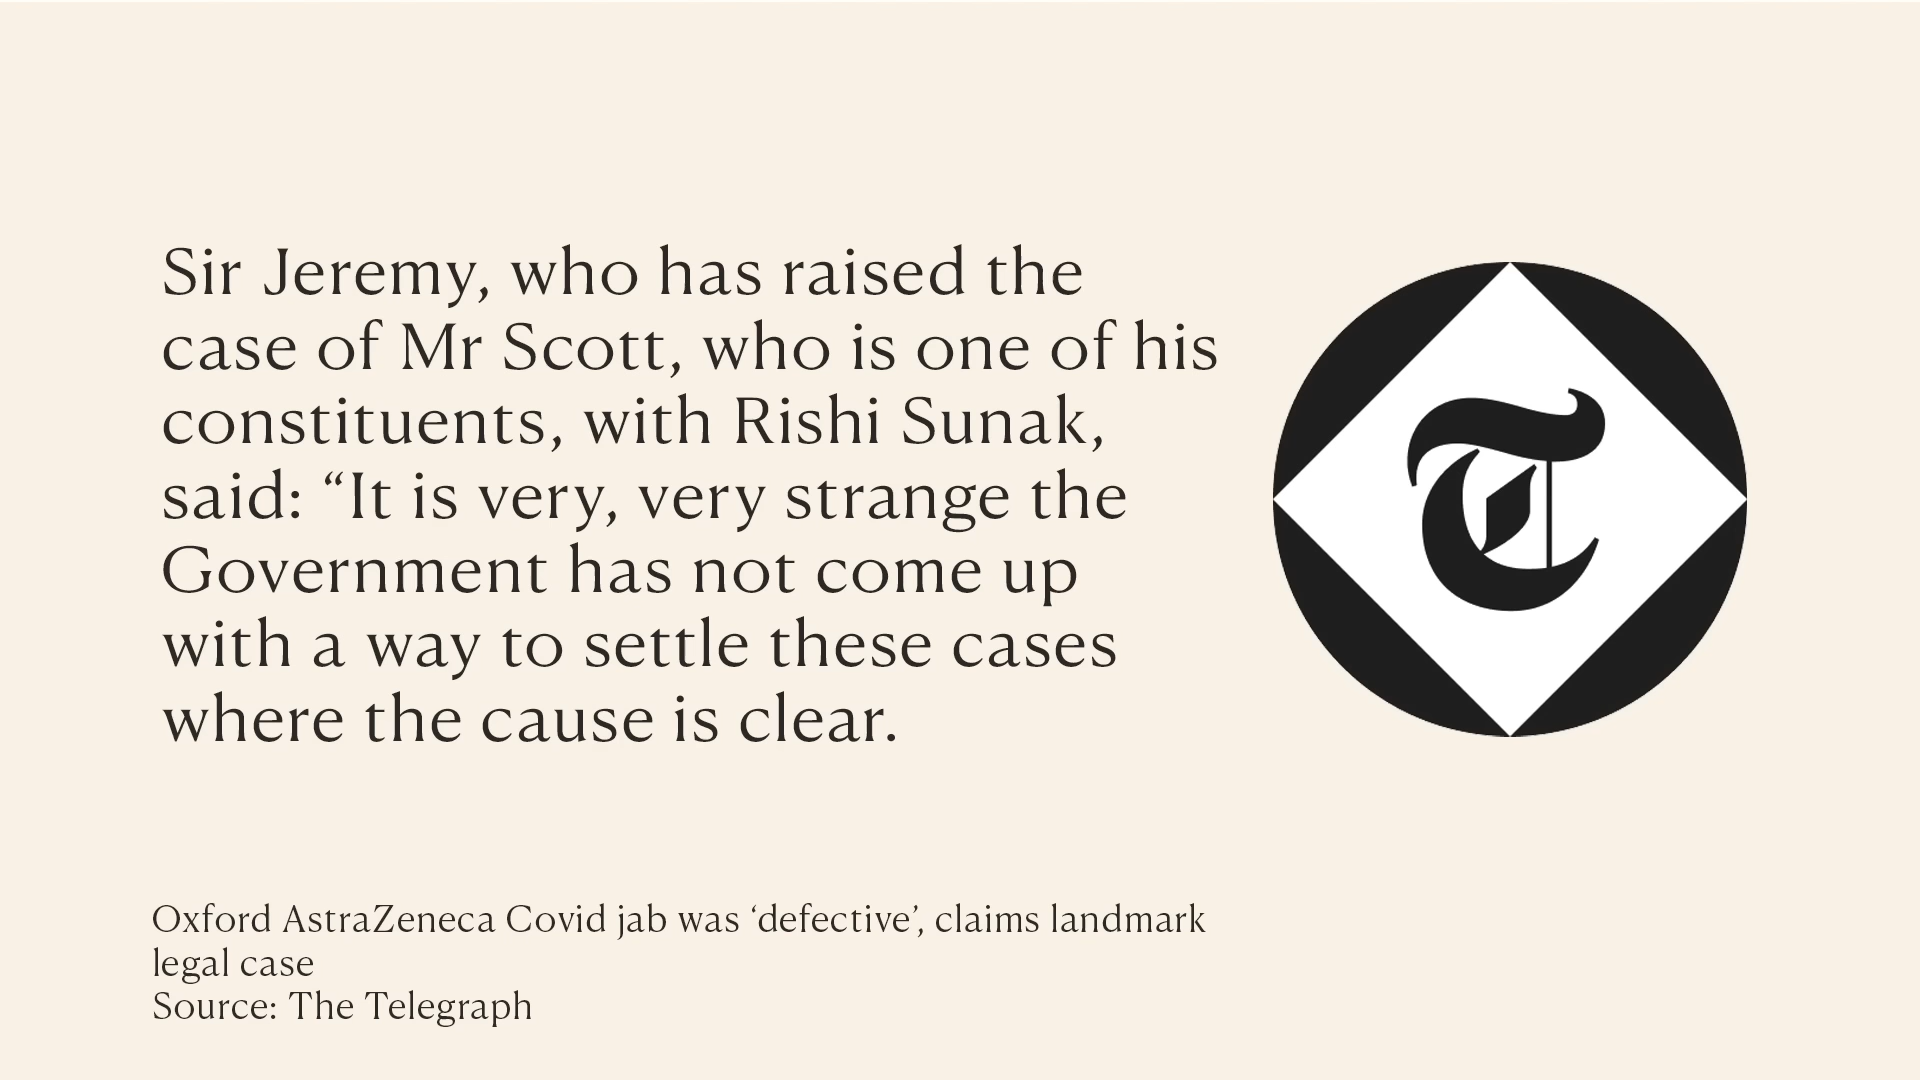 Sir Jeremy, who has raised the
case of Mr Scott, who is one of his
constituents, with Rishi Sunak,
said: “It is very, very strange the
Government has not come up
with a way to settle these cases
where the cause is clear.
T
Oxford AstraZeneca Covid jab was ‘defective’, claims landmark
legal case
Source: The Telegraph